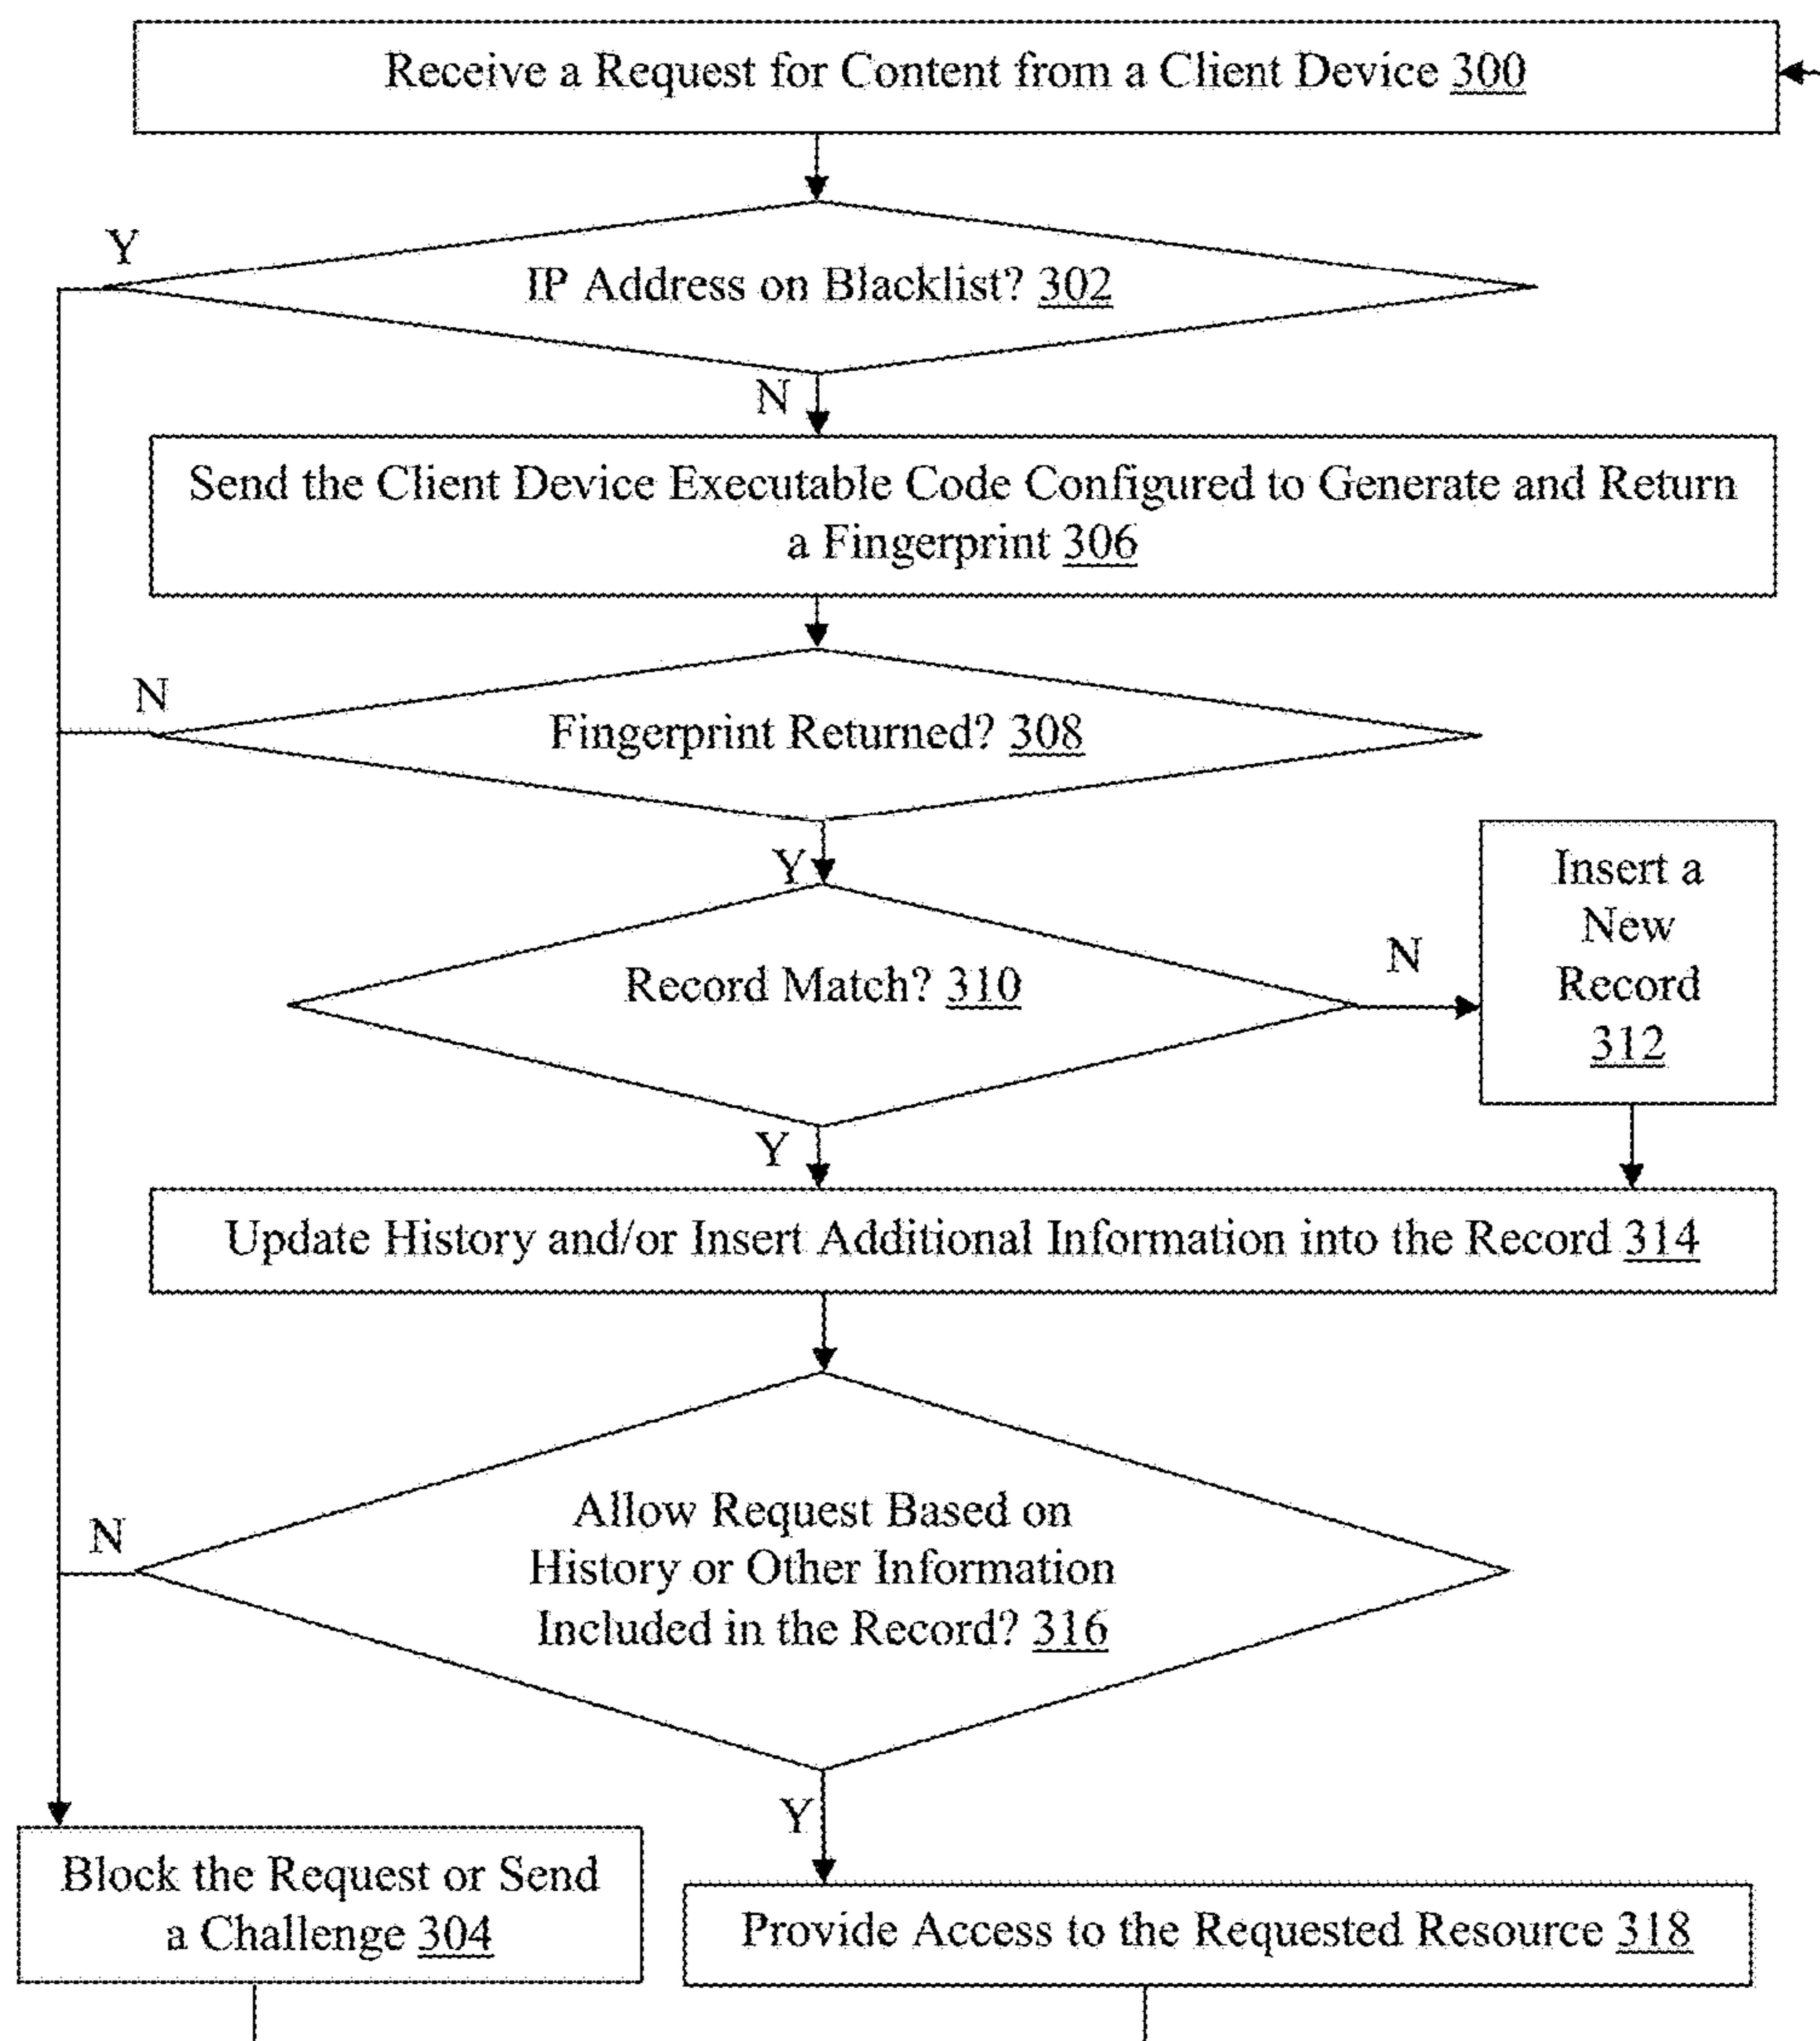 Receive a Request for Content from a Client Device 300
Y
IP Address on Blacklist? 302
N
Send the Client Device Executable Code Configured to Generate and Return
a Fingerprint 306
N
Fingerprint Returned? 308
Y
Insert a
New
Record
312
N
Record Match? 310
Y
Update History and/or Insert Additional Information into the Record 314
Allow Request Based on
History or Other Information
Included in the Record? 316
N
Y
Block the Request or Send
a Challenge 304
Provide Access to the Requested Resource 318